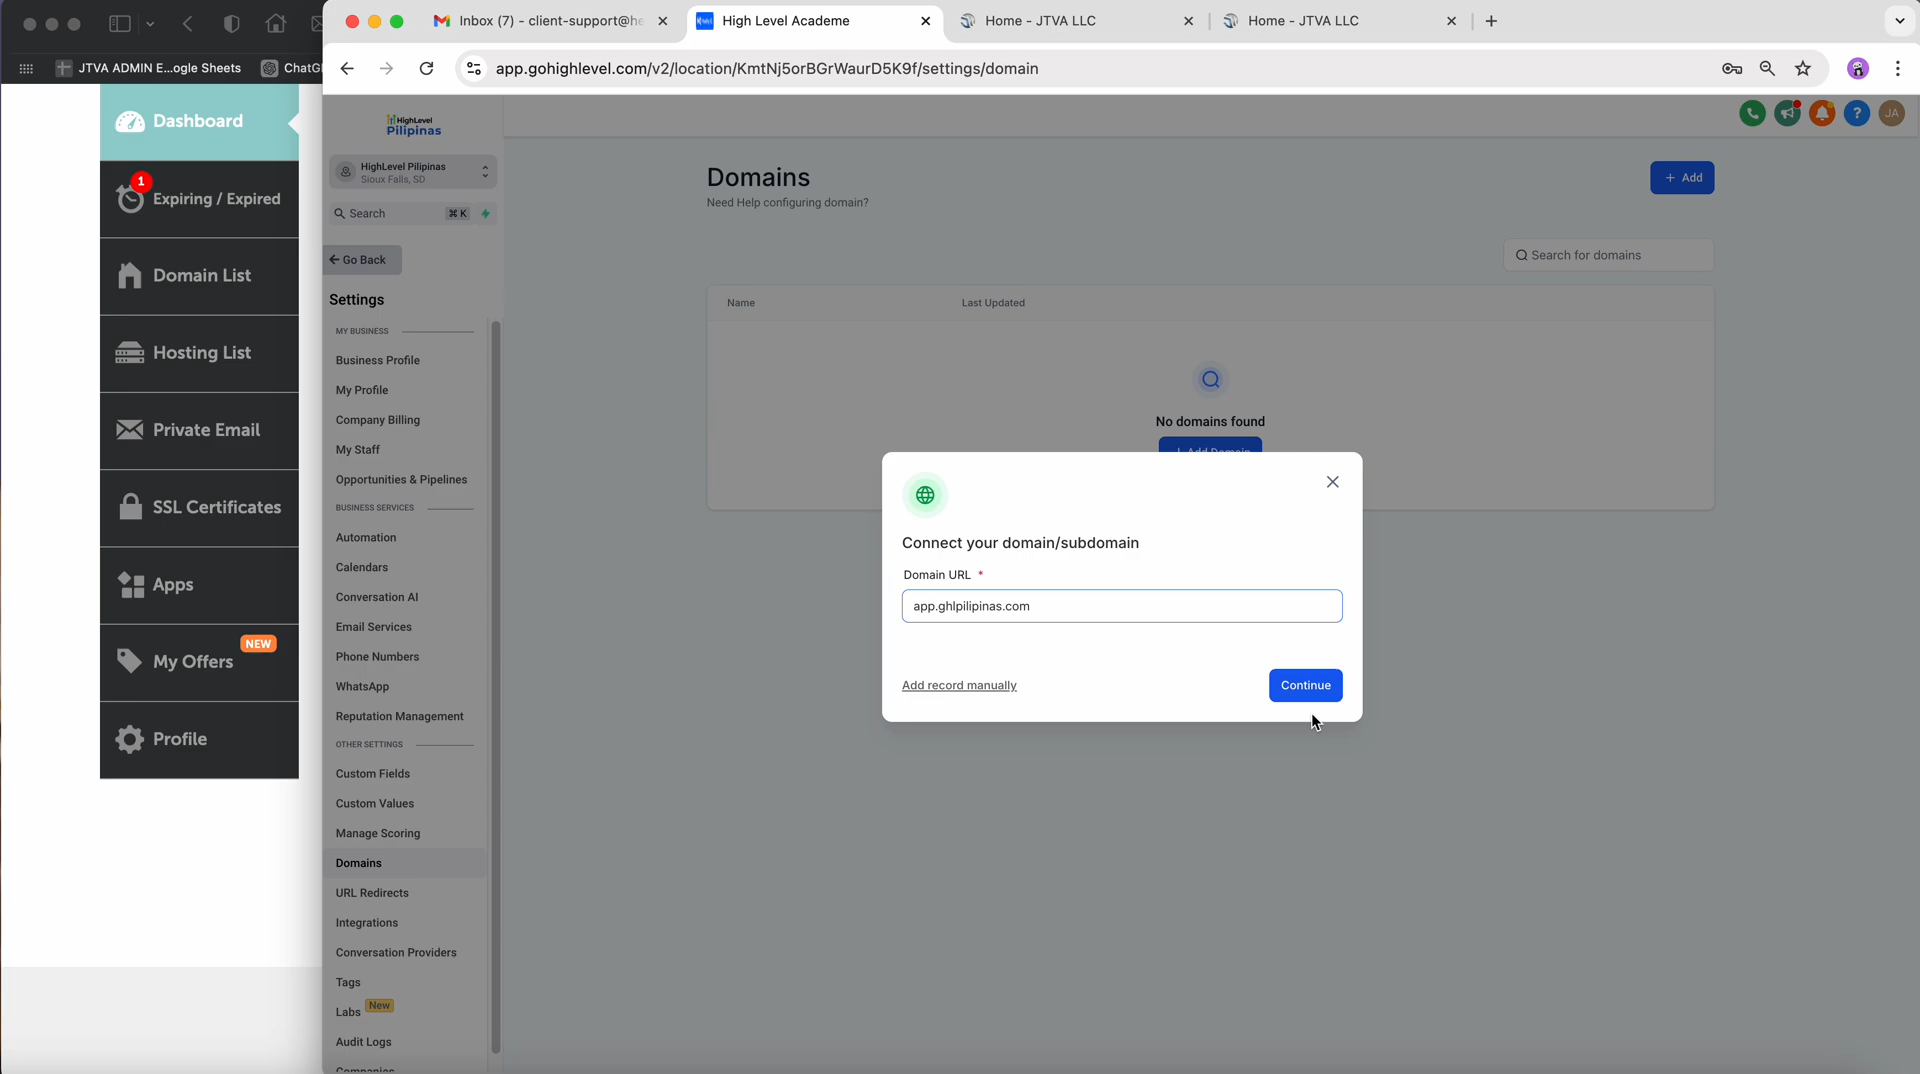 JTVA ADMIN E...ogle Sheets
Dashboard
1
Expiring / Expired
Domain List
Hosting List
Private Email
SSL Certificates
Apps
NEW
My Offers
Profile
Inbox (7) - client-support@he
High Level Academe
Home - JTVA LLC
Home - JTVA LLC
app.gohighlevel.com/v2/location/KmtNj5orBGrWaurD5K9f/settings/domain
HighLevel
Pilipinas
JA
HighLevel Pilipinas
Sioux Falls, SD
Search
⌘ K
Go Back
Settings
MY BUSINESS
Business Profile
My Profile
Company Billing
My Staff
Opportunities & Pipelines
BUSINESS SERVICES
Automation
Calendars
Conversation AI
Email Services
Phone Numbers
WhatsApp
Reputation Management
OTHER SETTINGS
Custom Fields
Custom Values
Manage Scoring
Domains
URL Redirects
Integrations
Conversation Providers
Tags
Labs New
Audit Logs
Companies
Domains
Need Help configuring domain?
+ Add
Search for domains
Name
Last Updated
No domains found
+ Add Domain
Connect your domain/subdomain
Domain URL *
app.ghlpilipinas.com
Add record manually
Continue